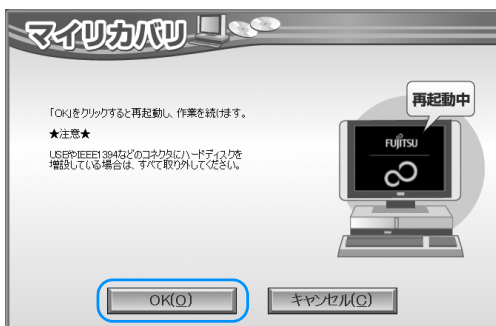 マイリカバリ
「OK」をクリックすると再起動し、作業を続けます。
★注意★
USBやIEEE1394などのコネクタにハードディスクを
増設している場合は、すべて取り外してください。
再起動中
FUJITSU
OK(O)
キャンセル(C)